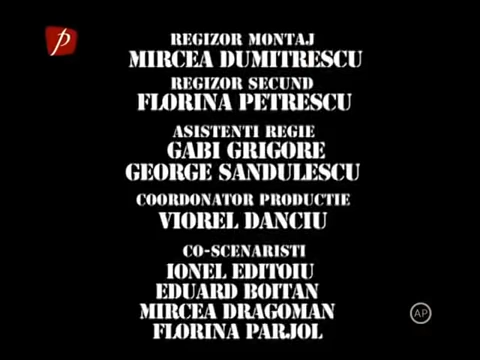 p
REGIZOR MONTAJ
MIRCEA DUMITRESCU
REGIZOR SECUND
FLORINA PETRESCU
ASISTENTI REGIE
GABI GRIGORE
GEORGE SANDULESCU
COORDONATOR PRODUCTIE
VIOREL DANCIU
CO-SCENARISTI
IONEL EDITOIU
EDUARD BOITAN
MIRCEA DRAGOMAN
FLORINA PARJOL
AP